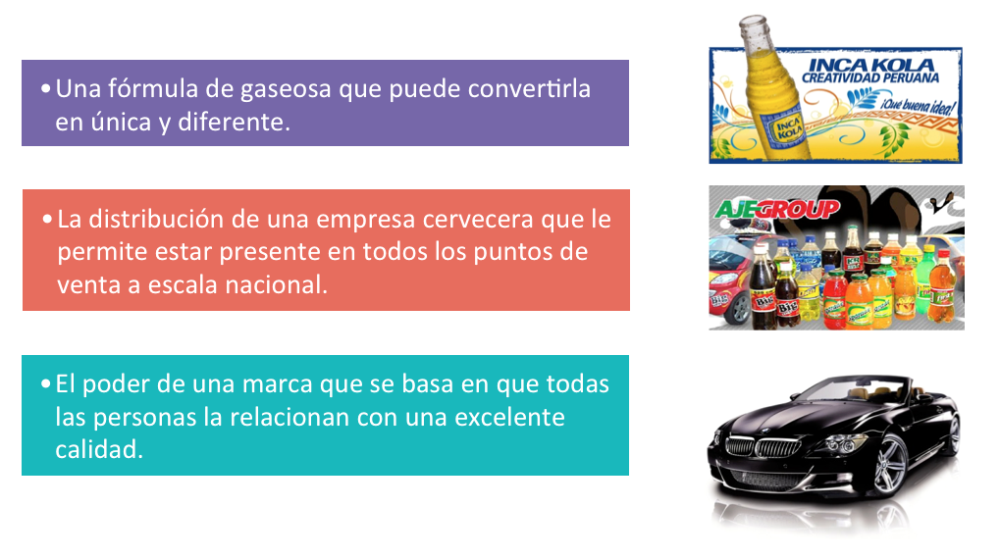 •Una fórmula de gaseosa que puede convertirla
en única y diferente.
INCA KOLA
CREATIVIDAD PERUANA
¡Qué buena idea!
INCA
KOLA
•La distribución de una empresa cervecera que le
permite estar presente en todos los puntos de
venta a escala nacional.
AJEGROUP
Big
Big
•El poder de una marca que se basa en que todas
las personas la relacionan con una excelente
calidad.